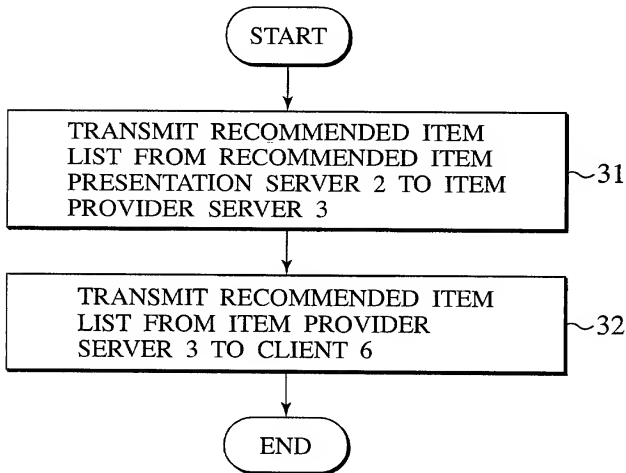 START
TRANSMIT RECOMMENDED ITEM
LIST FROM RECOMMENDED ITEM
PRESENTATION SERVER 2 TO ITEM
PROVIDER SERVER 3
31
TRANSMIT RECOMMENDED ITEM
LIST FROM ITEM PROVIDER
SERVER 3 TO CLIENT 6
32
END